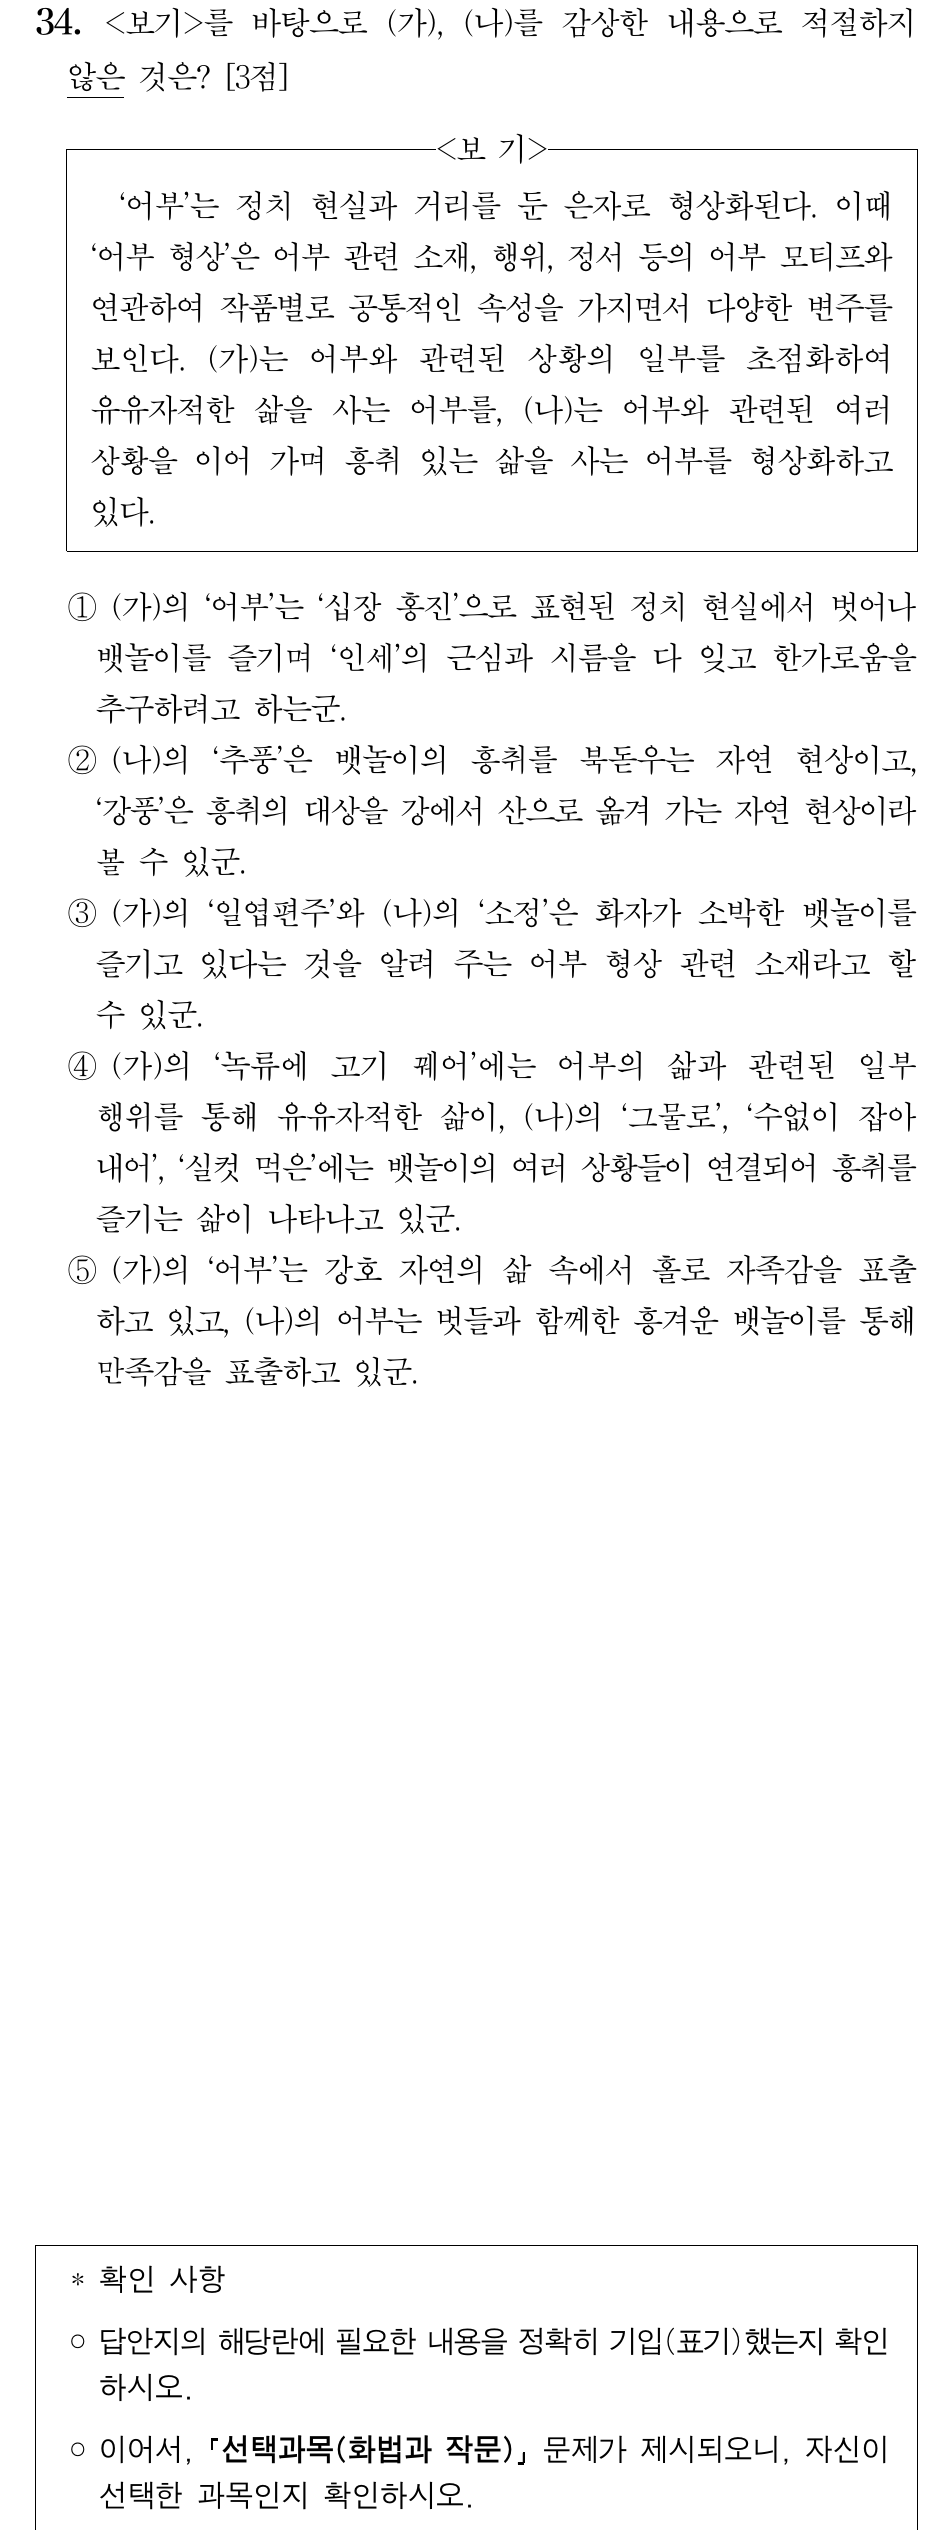 34. <보기>를 바탕으로 (가), (나)를 감상한 내용으로 적절하지
않은 것은? [3점]
<보 기>
‘어부’는 정치 현실과 거리를 둔 은자로 형상화된다. 이때
‘어부 형상’은 어부 관련 소재, 행위, 정서 등의 어부 모티프와
연관하여 작품별로 공통적인 속성을 가지면서 다양한 변주를
보인다. (가)는 어부와 관련된 상황의 일부를 초점화하여
유유자적한 삶을 사는 어부를, (나)는 어부와 관련된 여러
상황을 이어 가며 흥취 있는 삶을 사는 어부를 형상화하고
있다.
① (가)의 ‘어부’는 ‘십장 홍진’으로 표현된 정치 현실에서 벗어나
뱃놀이를 즐기며 ‘인세’의 근심과 시름을 다 잊고 한가로움을
추구하려고 하는군.
② (나)의 ‘추풍’은 뱃놀이의 흥취를 북돋우는 자연 현상이고,
‘강풍’은 흥취의 대상을 강에서 산으로 옮겨 가는 자연 현상이라
볼 수 있군.
③ (가)의 ‘일엽편주’와 (나)의 ‘소정’은 화자가 소박한 뱃놀이를
즐기고 있다는 것을 알려 주는 어부 형상 관련 소재라고 할
수 있군.
④ (가)의 ‘녹류에 고기 꿰어’에는 어부의 삶과 관련된 일부
행위를 통해 유유자적한 삶이, (나)의 ‘그물로’, ‘수없이 잡아
내어’, ‘실컷 먹은’에는 뱃놀이의 여러 상황들이 연결되어 흥취를
즐기는 삶이 나타나고 있군.
⑤ (가)의 ‘어부’는 강호 자연의 삶 속에서 홀로 자족감을 표출
하고 있고, (나)의 어부는 벗들과 함께한 흥겨운 뱃놀이를 통해
만족감을 표출하고 있군.
* 확인 사항
○ 답안지의 해당란에 필요한 내용을 정확히 기입(표기)했는지 확인
하시오.
○ 이어서, 「선택과목(화법과 작문)」 문제가 제시되오니, 자신이
선택한 과목인지 확인하시오.